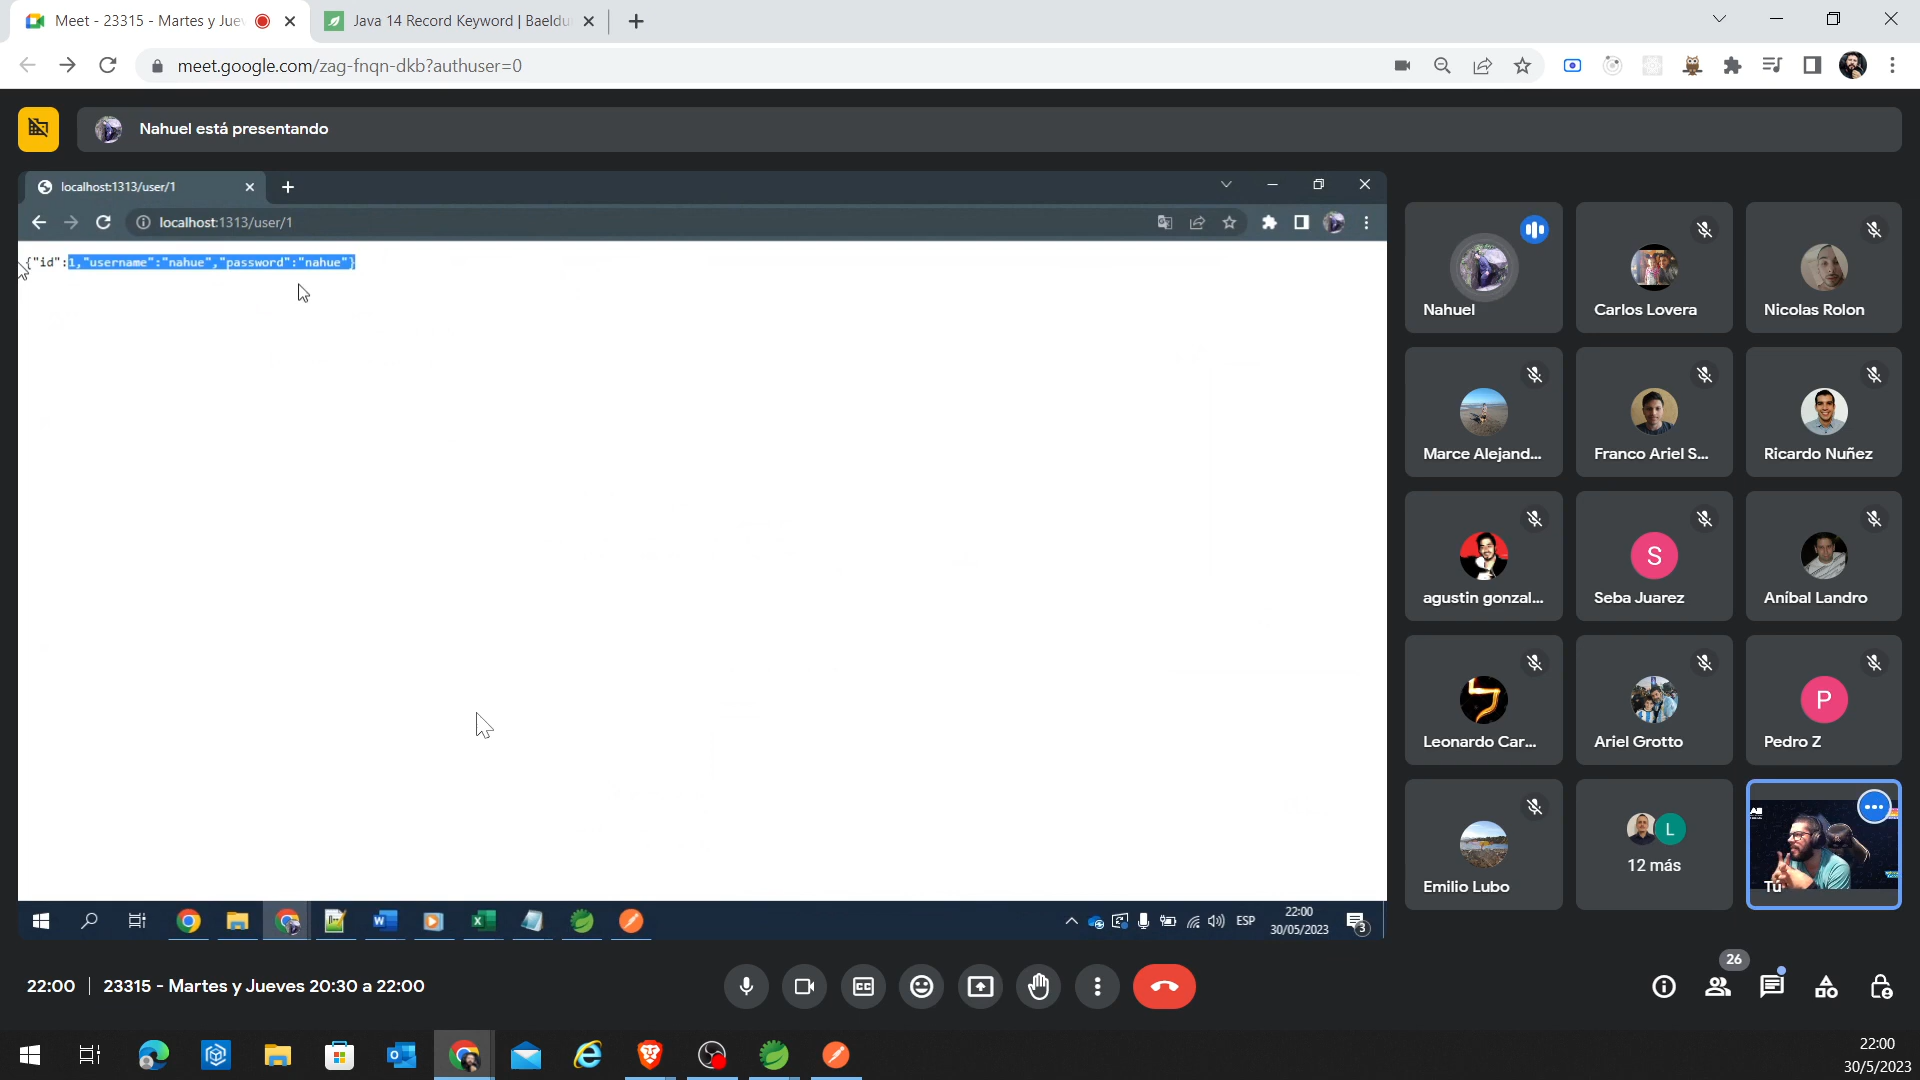 Meet - 23315 - Martes y Juev
Java 14 Record Keyword | Baeldu
meet.google.com/zag-fnqn-dkb?authuser=0
Nahuel está presentando
localhost:1313/user/1
localhost:1313/user/1
{"id":1,"username":"nahue","password":"nahue"}
Nahuel
Carlos Lovera
Nicolas Rolon
Marce Alejand...
Franco Ariel S...
Ricardo Nuñez
agustin gonzal...
S
Seba Juarez
Aníbal Landro
Leonardo Car...
Ariel Grotto
P
Pedro Z
Emilio Lubo
L
12 más
Tú
ESP
22:00
30/05/2023
3
22:00
23315 - Martes y Jueves 20:30 a 22:00
26
22:00
30/5/2023